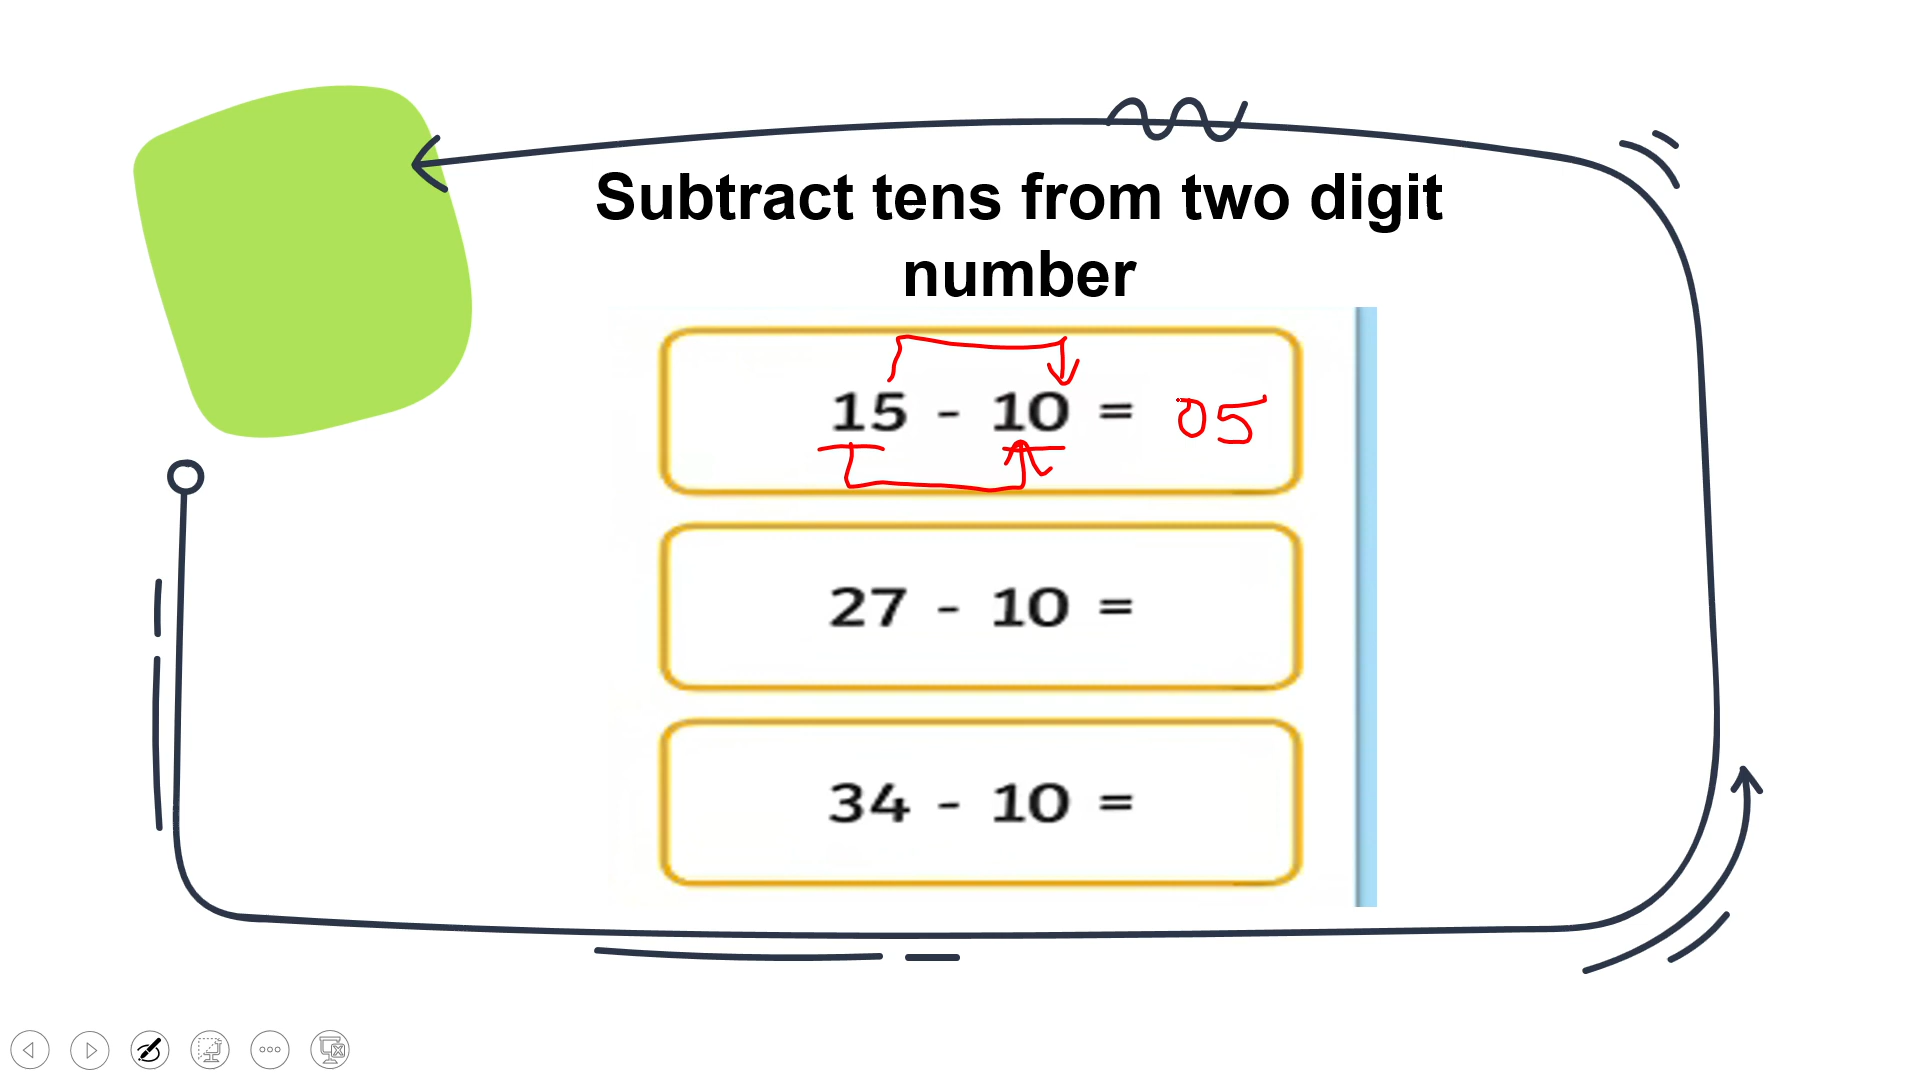 Subtract tens from two digit
number
15 - 10 = 05
27 - 10 =
34 - 10 =